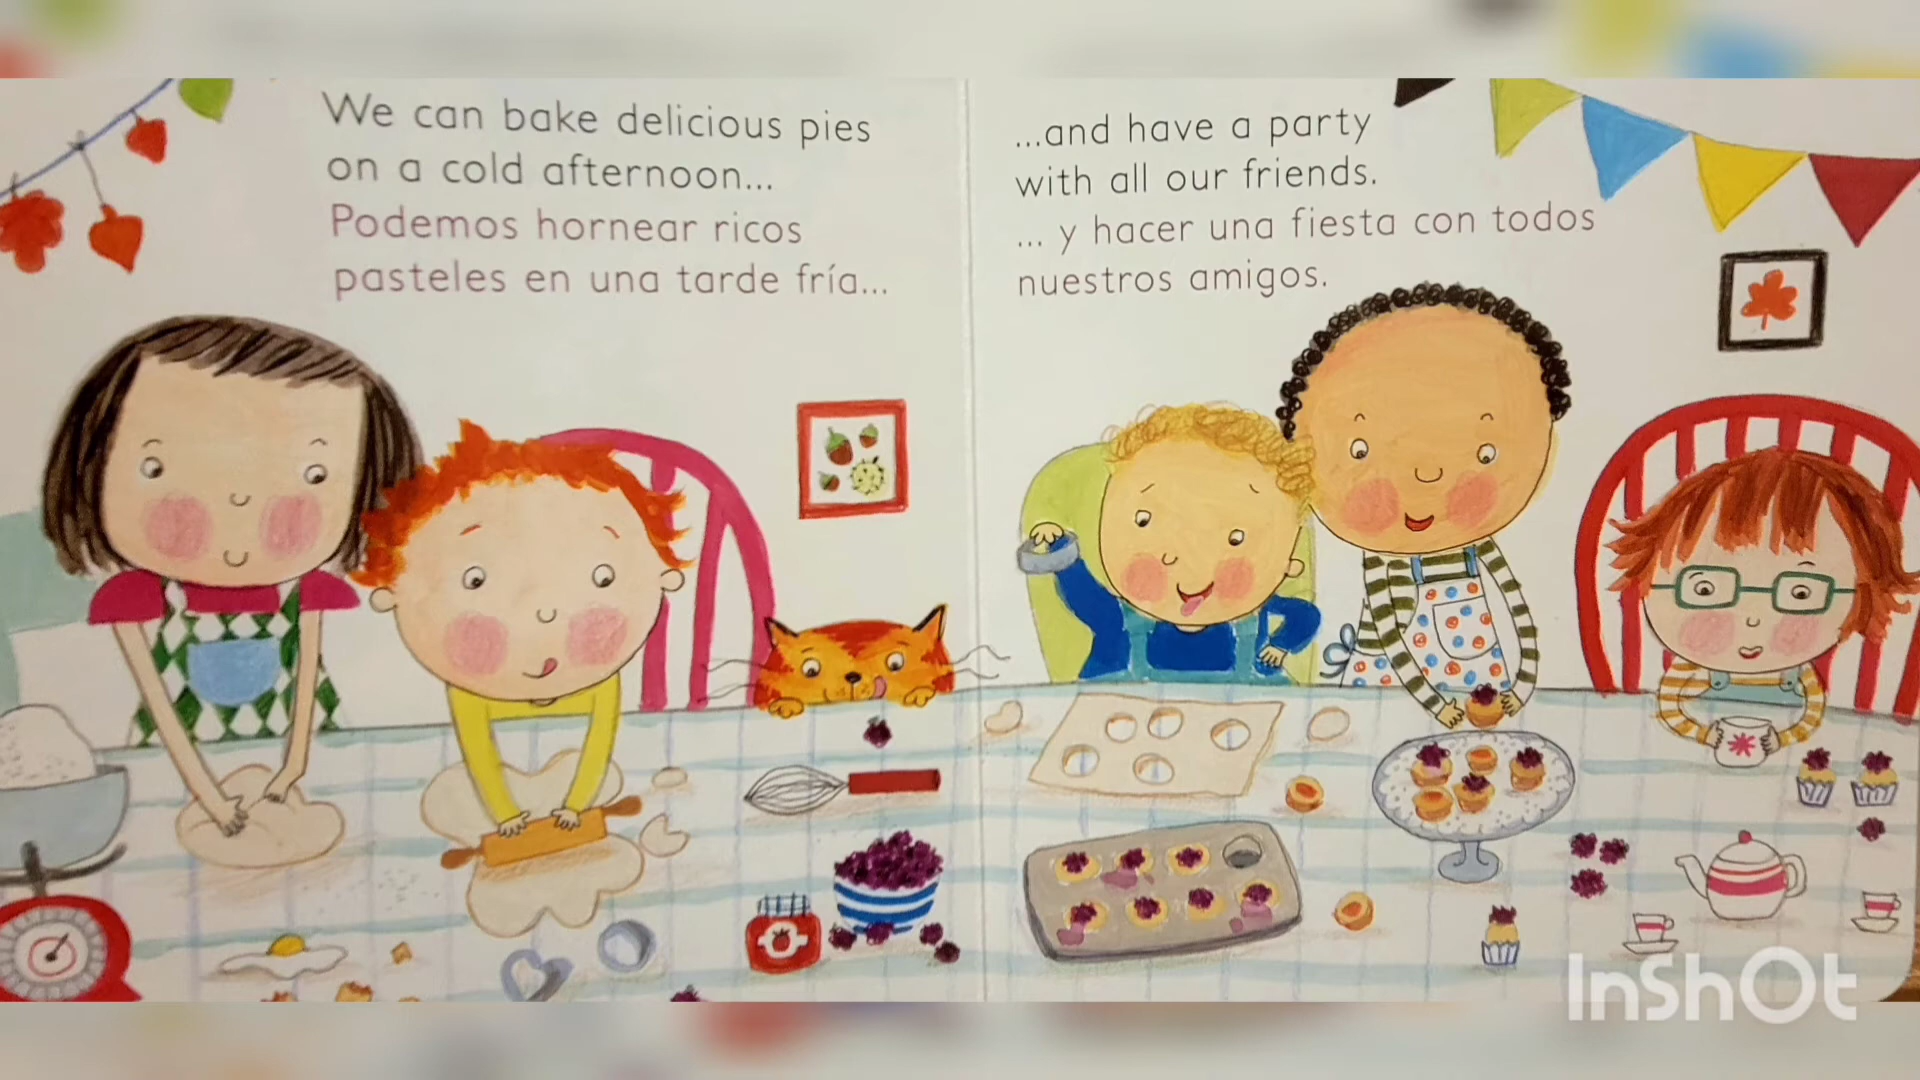 We can bake delicious pies
on a cold afternoon...
Podemos hornear ricos
pasteles en una tarde fría...
...and have a party
with all our friends.
... y hacer una fiesta con todos
nuestros amigos.
InShOt